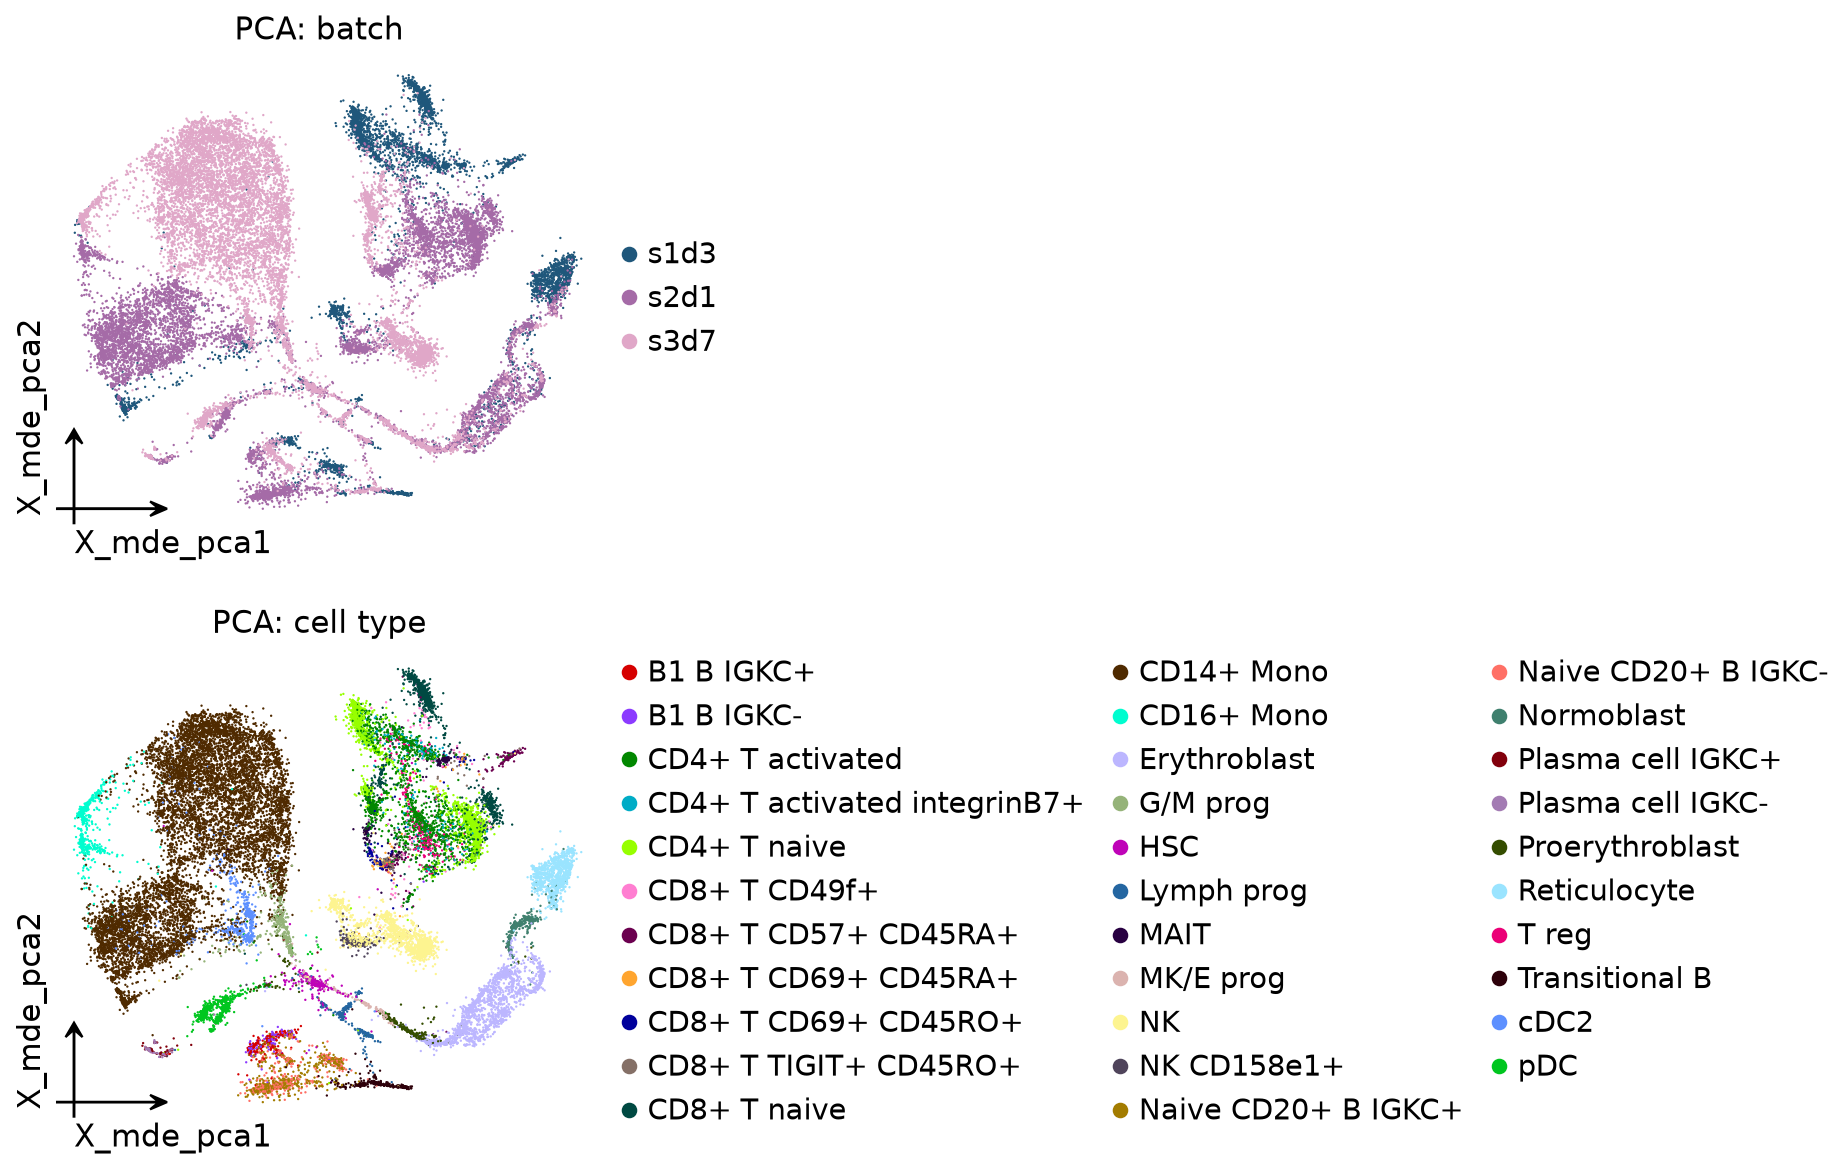 PCA: batch
s1d3
s2d1
s3d7
X_mde_pca2
X_mde_pca1
PCA: cell type
B1 B IGKC+
B1 B IGKC-
CD4+ T activated
CD4+ T activated integrinB7+
CD4+ T naive
CD8+ T CD49f+
CD8+ T CD57+ CD45RA+
CD8+ T CD69+ CD45RA+
CD8+ T CD69+ CD45RO+
CD8+ T TIGIT+ CD45RO+
CD8+ T naive
CD14+ Mono
CD16+ Mono
Erythroblast
G/M prog
HSC
Lymph prog
MAIT
MK/E prog
NK
NK CD158e1+
Naive CD20+ B IGKC+
Naive CD20+ B IGKC-
Normoblast
Plasma cell IGKC+
Plasma cell IGKC-
Proerythroblast
Reticulocyte
T reg
Transitional B
cDC2
pDC
X_mde_pca2
X_mde_pca1